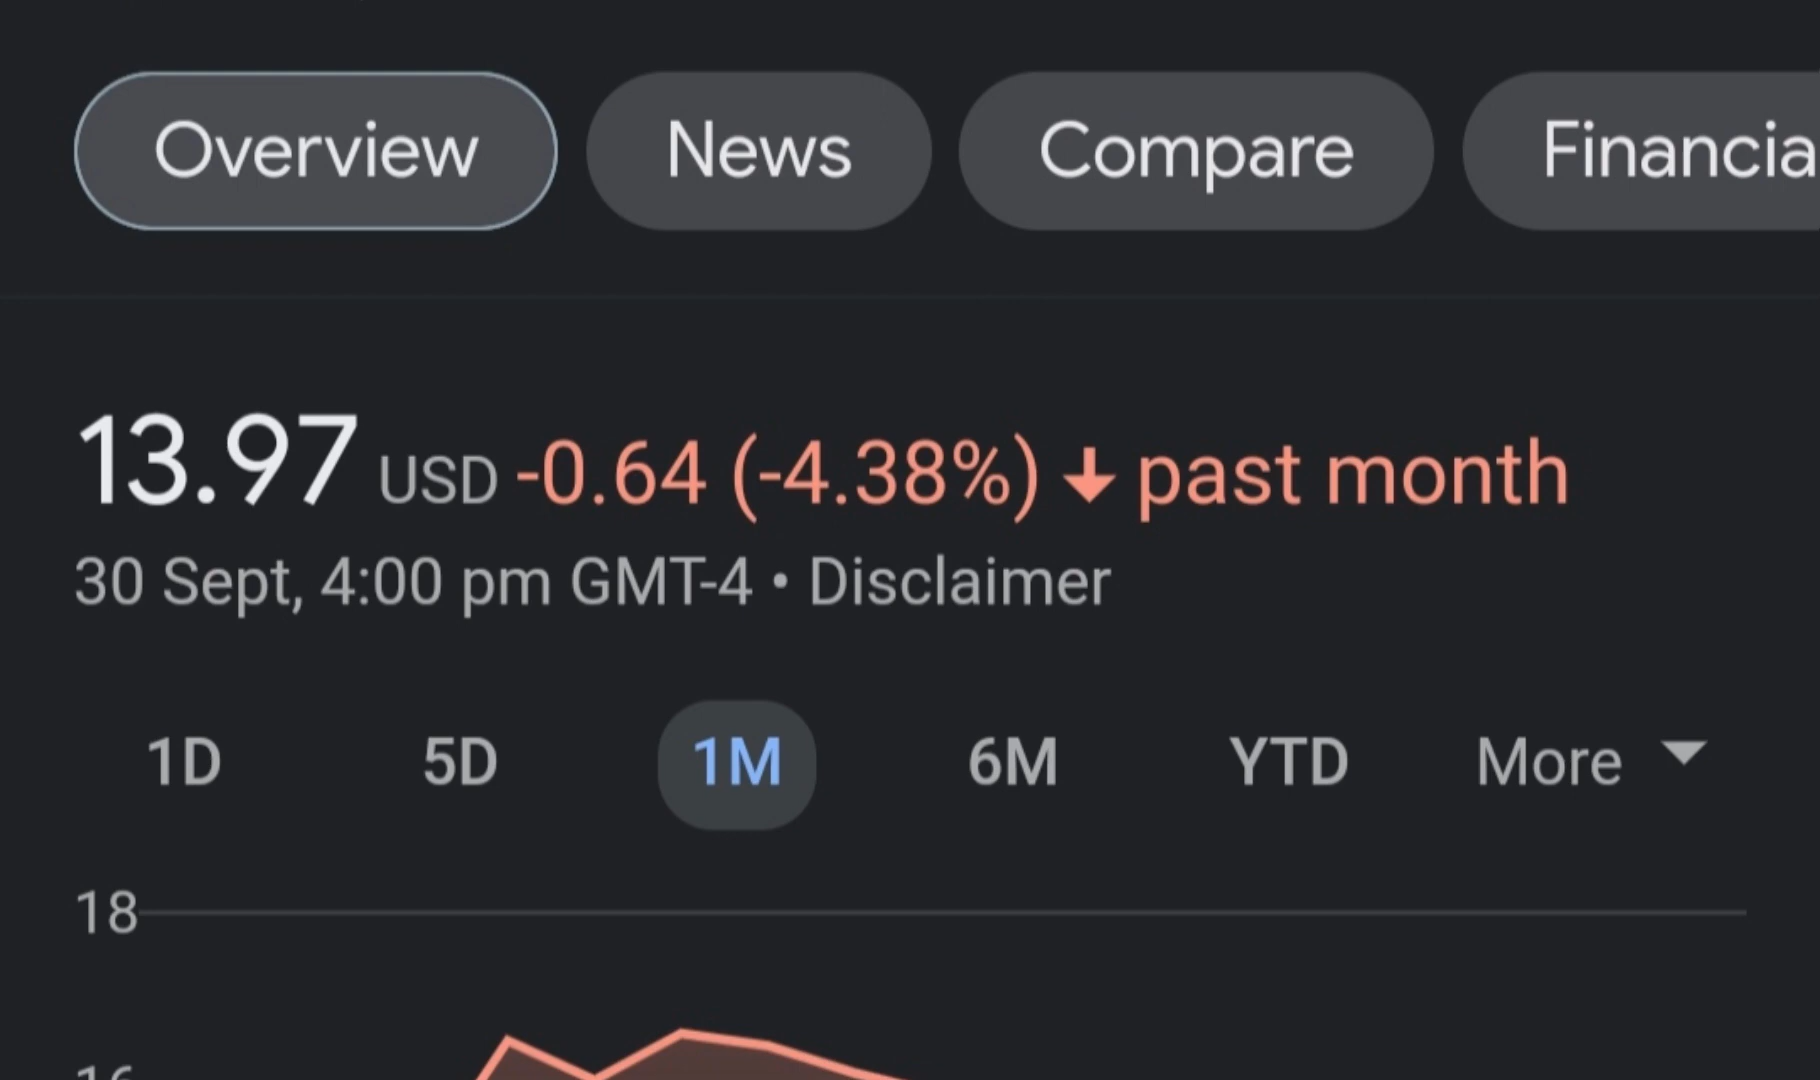 Overview News Compare Financia
13.97 USD -0.64 (-4.38%) ↓ past month
30 Sept, 4:00 pm GMT-4 • Disclaimer
1D 5D 1M 6M YTD More
18
16